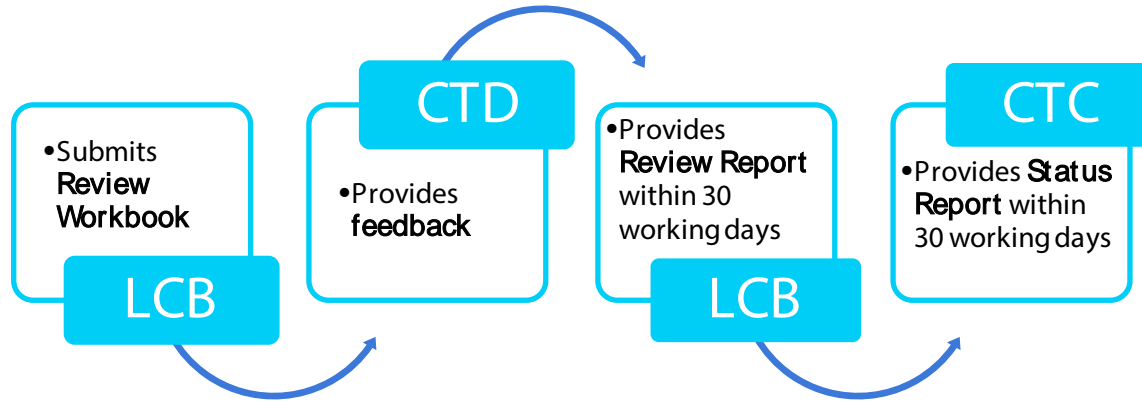 •Submits
Review
Workbook
LCB
CTD
•Provides
feedback
•Provides
Review Report
within 30
working days
LCB
CTC
•Provides Status
Report within
30 working days